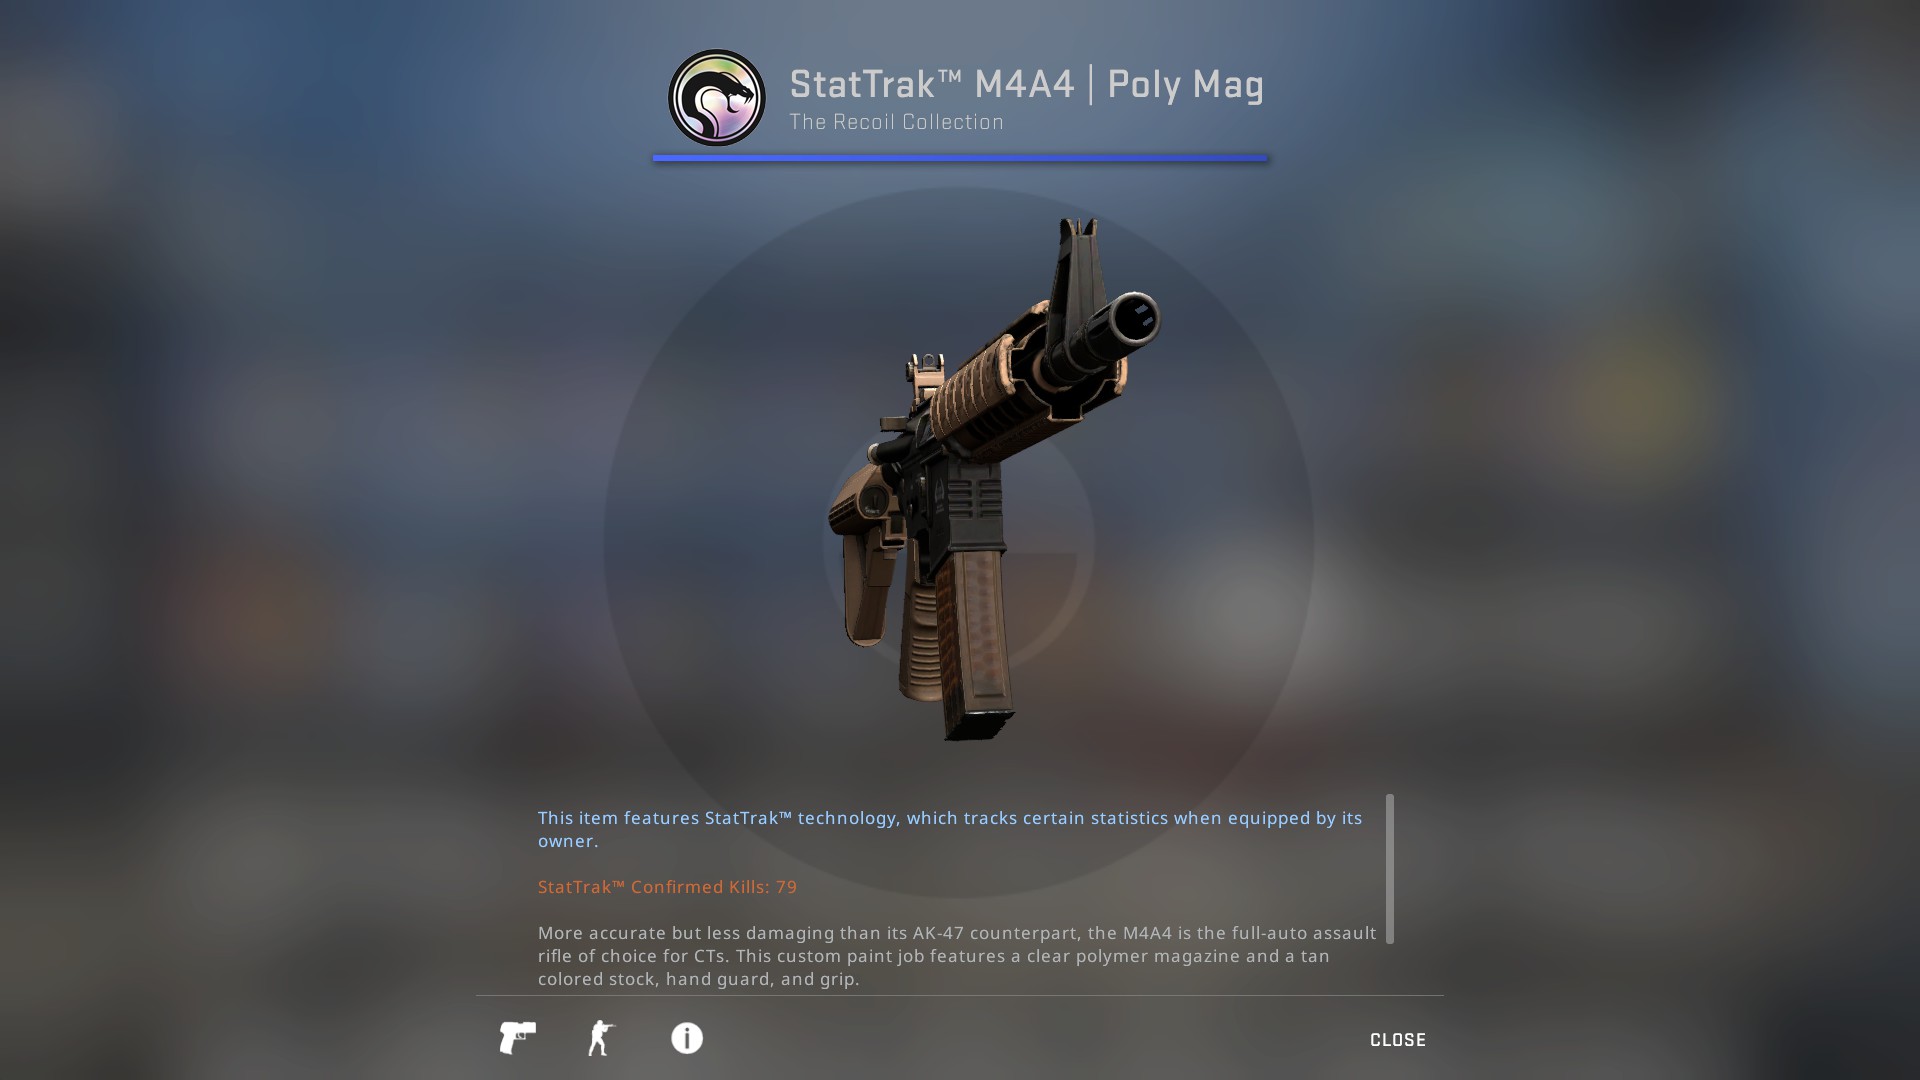 StatTrak™ M4A4 | Poly Mag
The Recoil Collection
This item features StatTrak™ technology, which tracks certain statistics when equipped by its
owner.
StatTrak™ Confirmed Kills: 79
More accurate but less damaging than its AK-47 counterpart, the M4A4 is the full-auto assault
rifle of choice for CTs. This custom paint job features a clear polymer magazine and a tan
colored stock, hand guard, and grip.
CLOSE